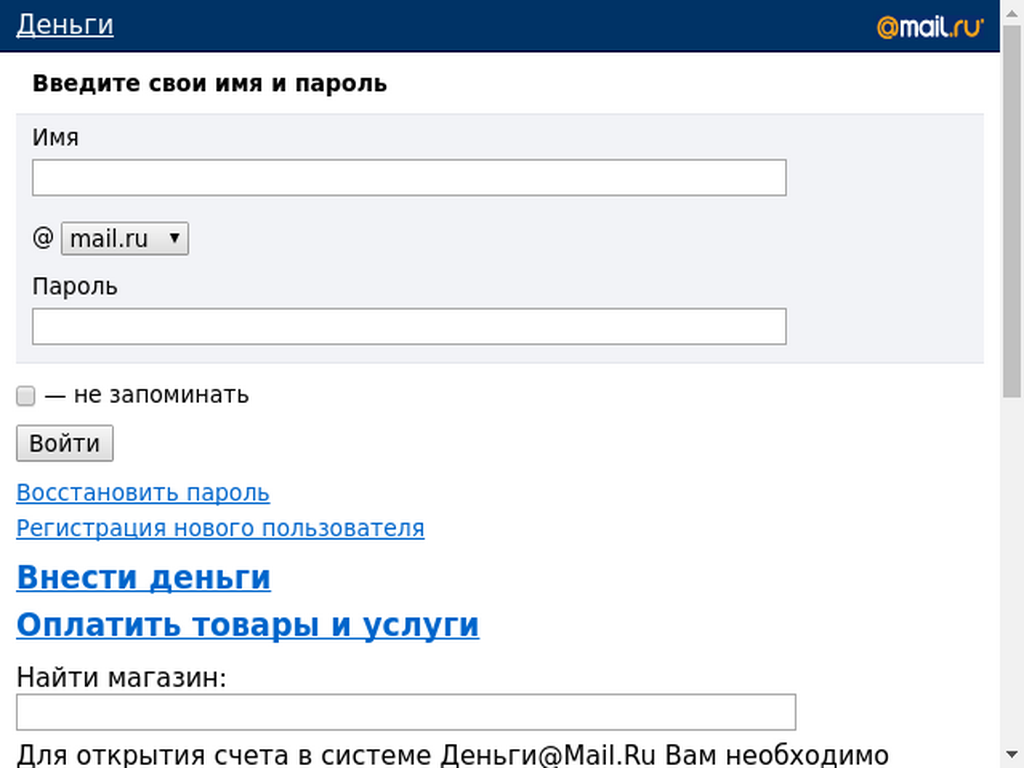 Деньги
@mail.ru
Введите свои имя и пароль
Имя
@ mail.ru
Пароль
— не запоминать
Войти
Восстановить пароль
Регистрация нового пользователя
Внести деньги
Оплатить товары и услуги
Найти магазин:
Для открытия счета в системе Деньги@Mail.Ru Вам необходимо